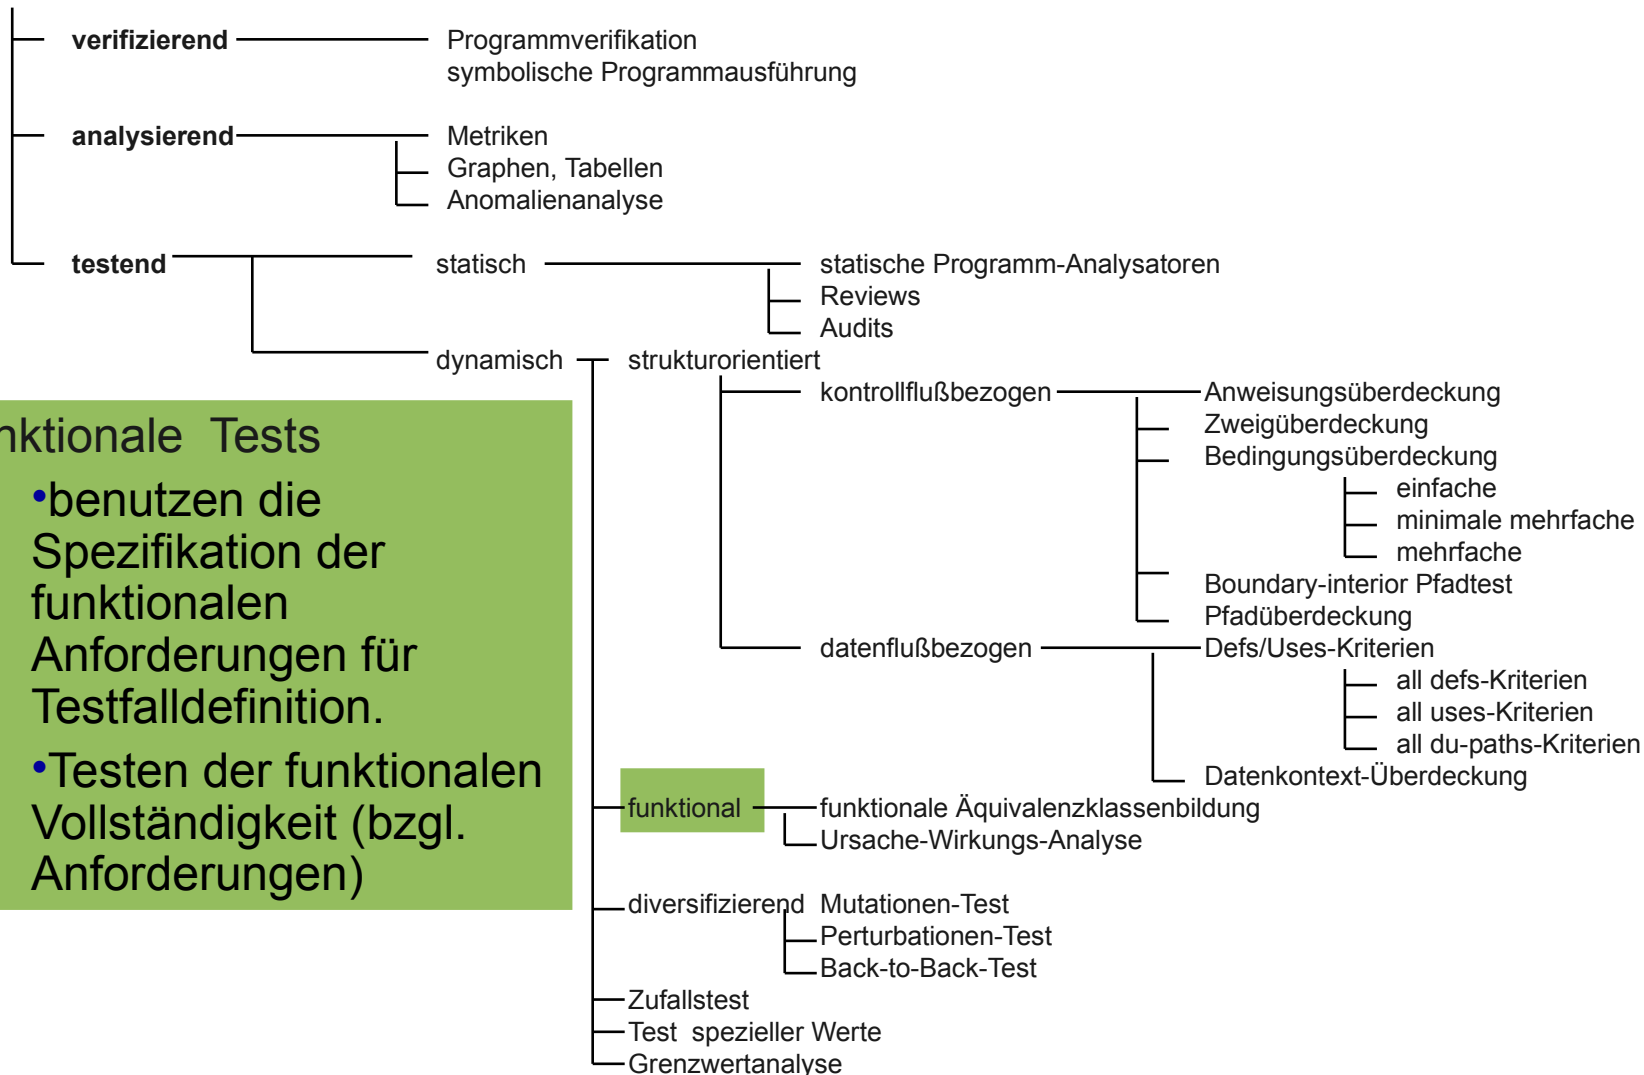 verifizierend
Programmverifikation
symbolische Programmausführung
analysierend
Metriken
Graphen, Tabellen
Anomalienanalyse
testend
statisch
statische Programm-Analysatoren
Reviews
Audits
dynamisch
strukturorientiert
kontrollflußbezogen
Anweisungsüberdeckung
Zweigüberdeckung
Bedingungsüberdeckung
einfache
minimale mehrfache
mehrfache
Boundary-interior Pfadtest
Pfadüberdeckung
datenflußbezogen
Defs/Uses-Kriterien
all defs-Kriterien
all uses-Kriterien
all du-paths-Kriterien
Datenkontext-Überdeckung
funktional
funktionale Äquivalenzklassenbildung
Ursache-Wirkungs-Analyse
diversifizierend
Mutationen-Test
Perturbationen-Test
Back-to-Back-Test
Zufallstest
Test spezieller Werte
Grenzwertanalyse
nktionale Tests
•benutzen die
Spezifikation der
funktionalen
Anforderungen für
Testfalldefinition.
•Testen der funktionalen
Vollständigkeit (bzgl.
Anforderungen)